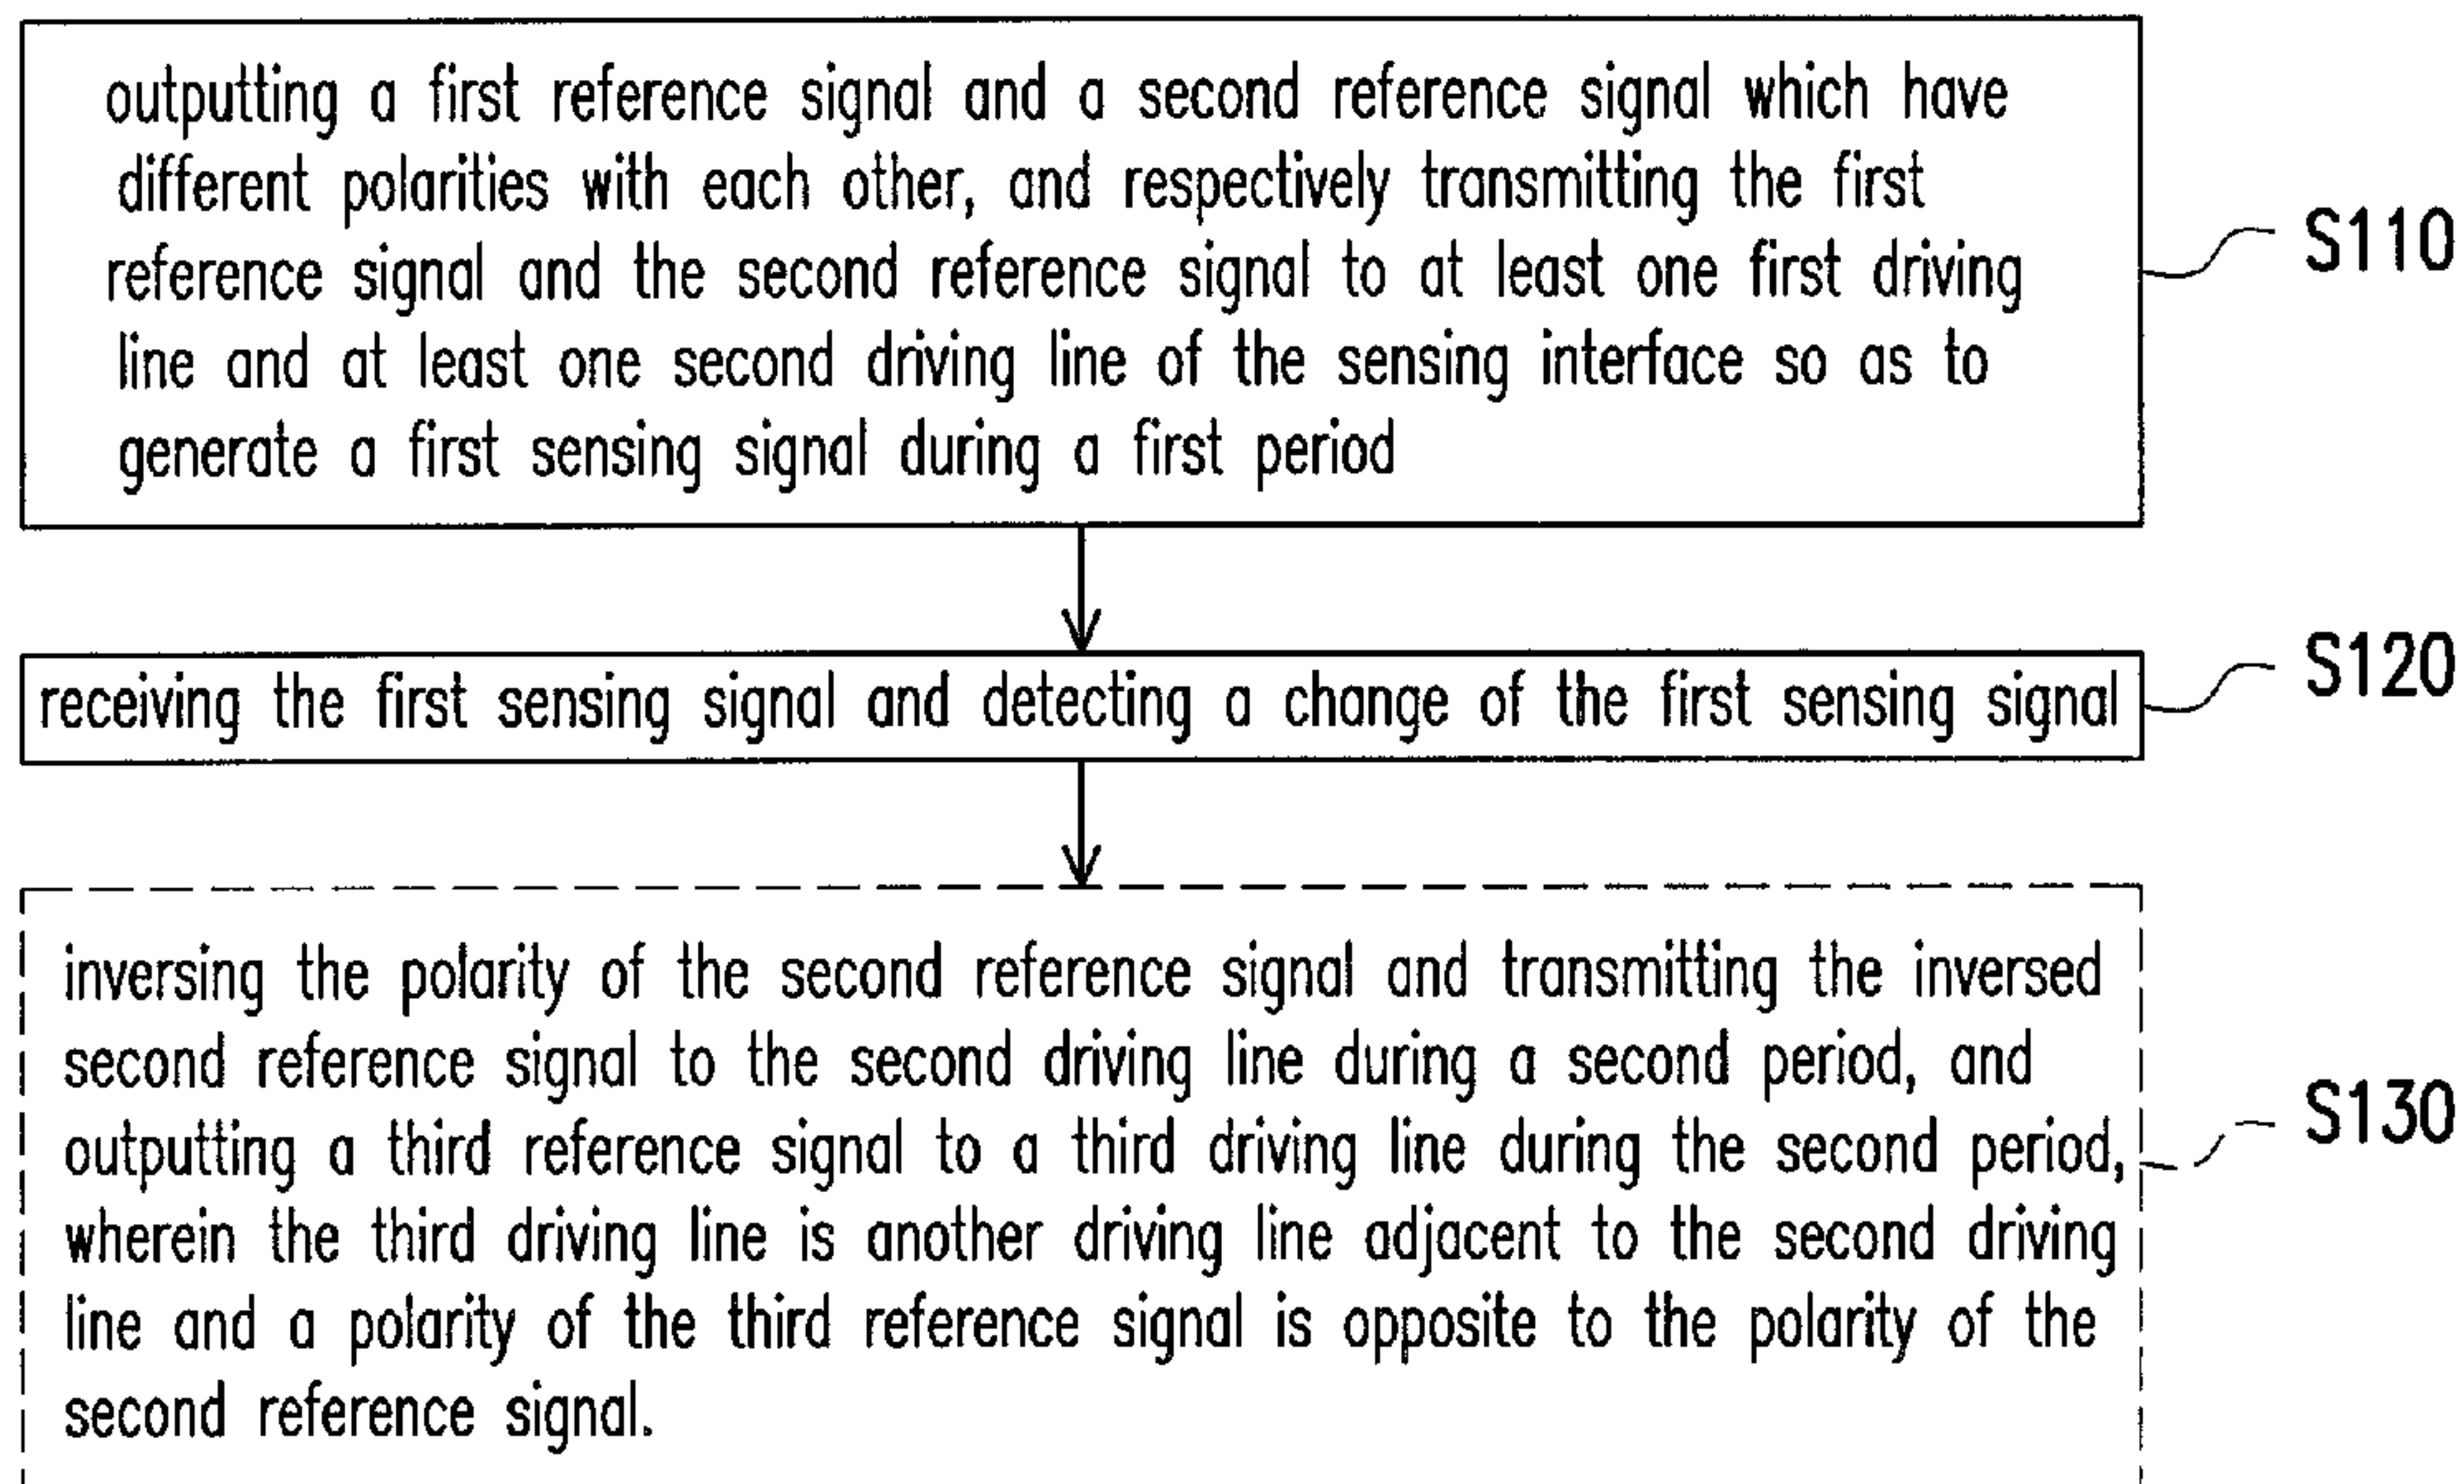 outputting a first reference signal and a second reference signal which have
different polarities with each other, and respectively transmitting the first
reference signal and the second reference signal to at least one first driving
line and at least one second driving line of the sensing interface so as to
generate a first sensing signal during a first period
S110
receiving the first sensing signal and detecting a change of the first sensing signal
S120
inversing the polarity of the second reference signal and transmitting the inversed
second reference signal to the second driving line during a second period, and
outputting a third reference signal to a third driving line during the second period,
wherein the third driving line is another driving line adjacent to the second driving
line and a polarity of the third reference signal is opposite to the polarity of the
second reference signal.
S130